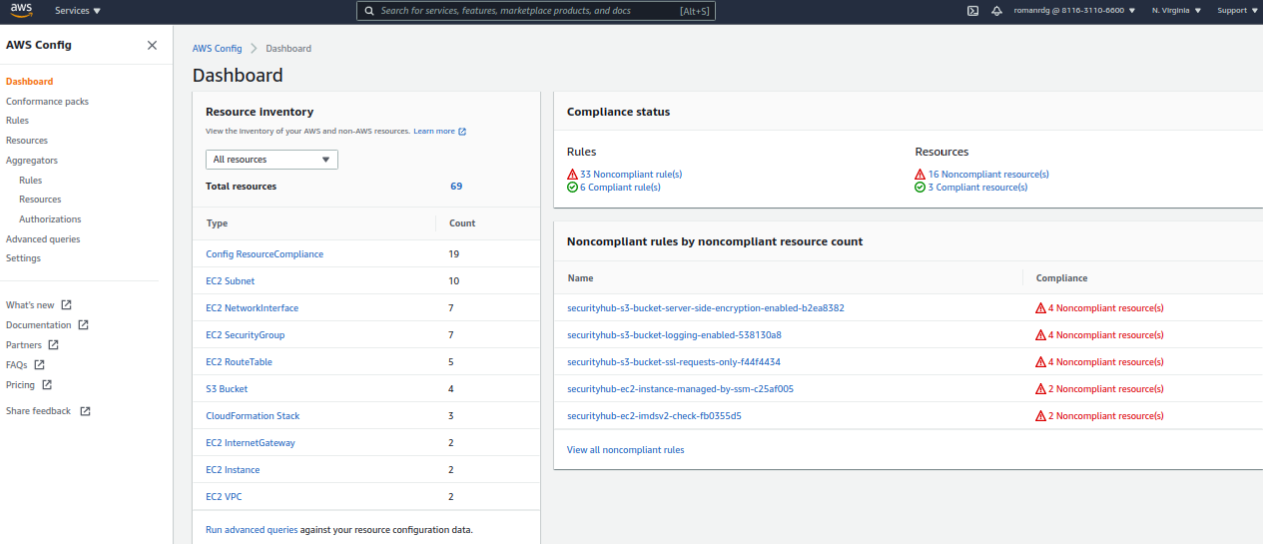 aws
Services
Search for services, features, marketplace products, and docs [Alt+S]
romanrdg @ 8116-3110-6600
N. Virginia
Support
AWS Config
Dashboard
Conformance packs
Rules
Resources
Aggregators
Rules
Resources
Authorizations
Advanced queries
Settings
What's new
Documentation
Partners
FAQs
Pricing
Share feedback
AWS Config > Dashboard
Dashboard
Resource inventory
View the inventory of your AWS and non-AWS resources. Learn more
All resources
Total resources 69
Type Count
Config ResourceCompliance 19
EC2 Subnet 10
EC2 NetworkInterface 7
EC2 SecurityGroup 7
EC2 RouteTable 5
S3 Bucket 4
CloudFormation Stack 3
EC2 InternetGateway 2
EC2 Instance 2
EC2 VPC 2
Run advanced queries against your resource configuration data.
Compliance status
Rules
33 Noncompliant rule(s)
6 Compliant rule(s)
Resources
16 Noncompliant resource(s)
3 Compliant resource(s)
Noncompliant rules by noncompliant resource count
Name Compliance
securityhub-s3-bucket-server-side-encryption-enabled-b2ea8382 4 Noncompliant resource(s)
securityhub-s3-bucket-logging-enabled-538130a8 4 Noncompliant resource(s)
securityhub-s3-bucket-ssl-requests-only-f44f4434 4 Noncompliant resource(s)
securityhub-ec2-instance-managed-by-ssm-c25af005 2 Noncompliant resource(s)
securityhub-ec2-imdsv2-check-fb0355d5 2 Noncompliant resource(s)
View all noncompliant rules